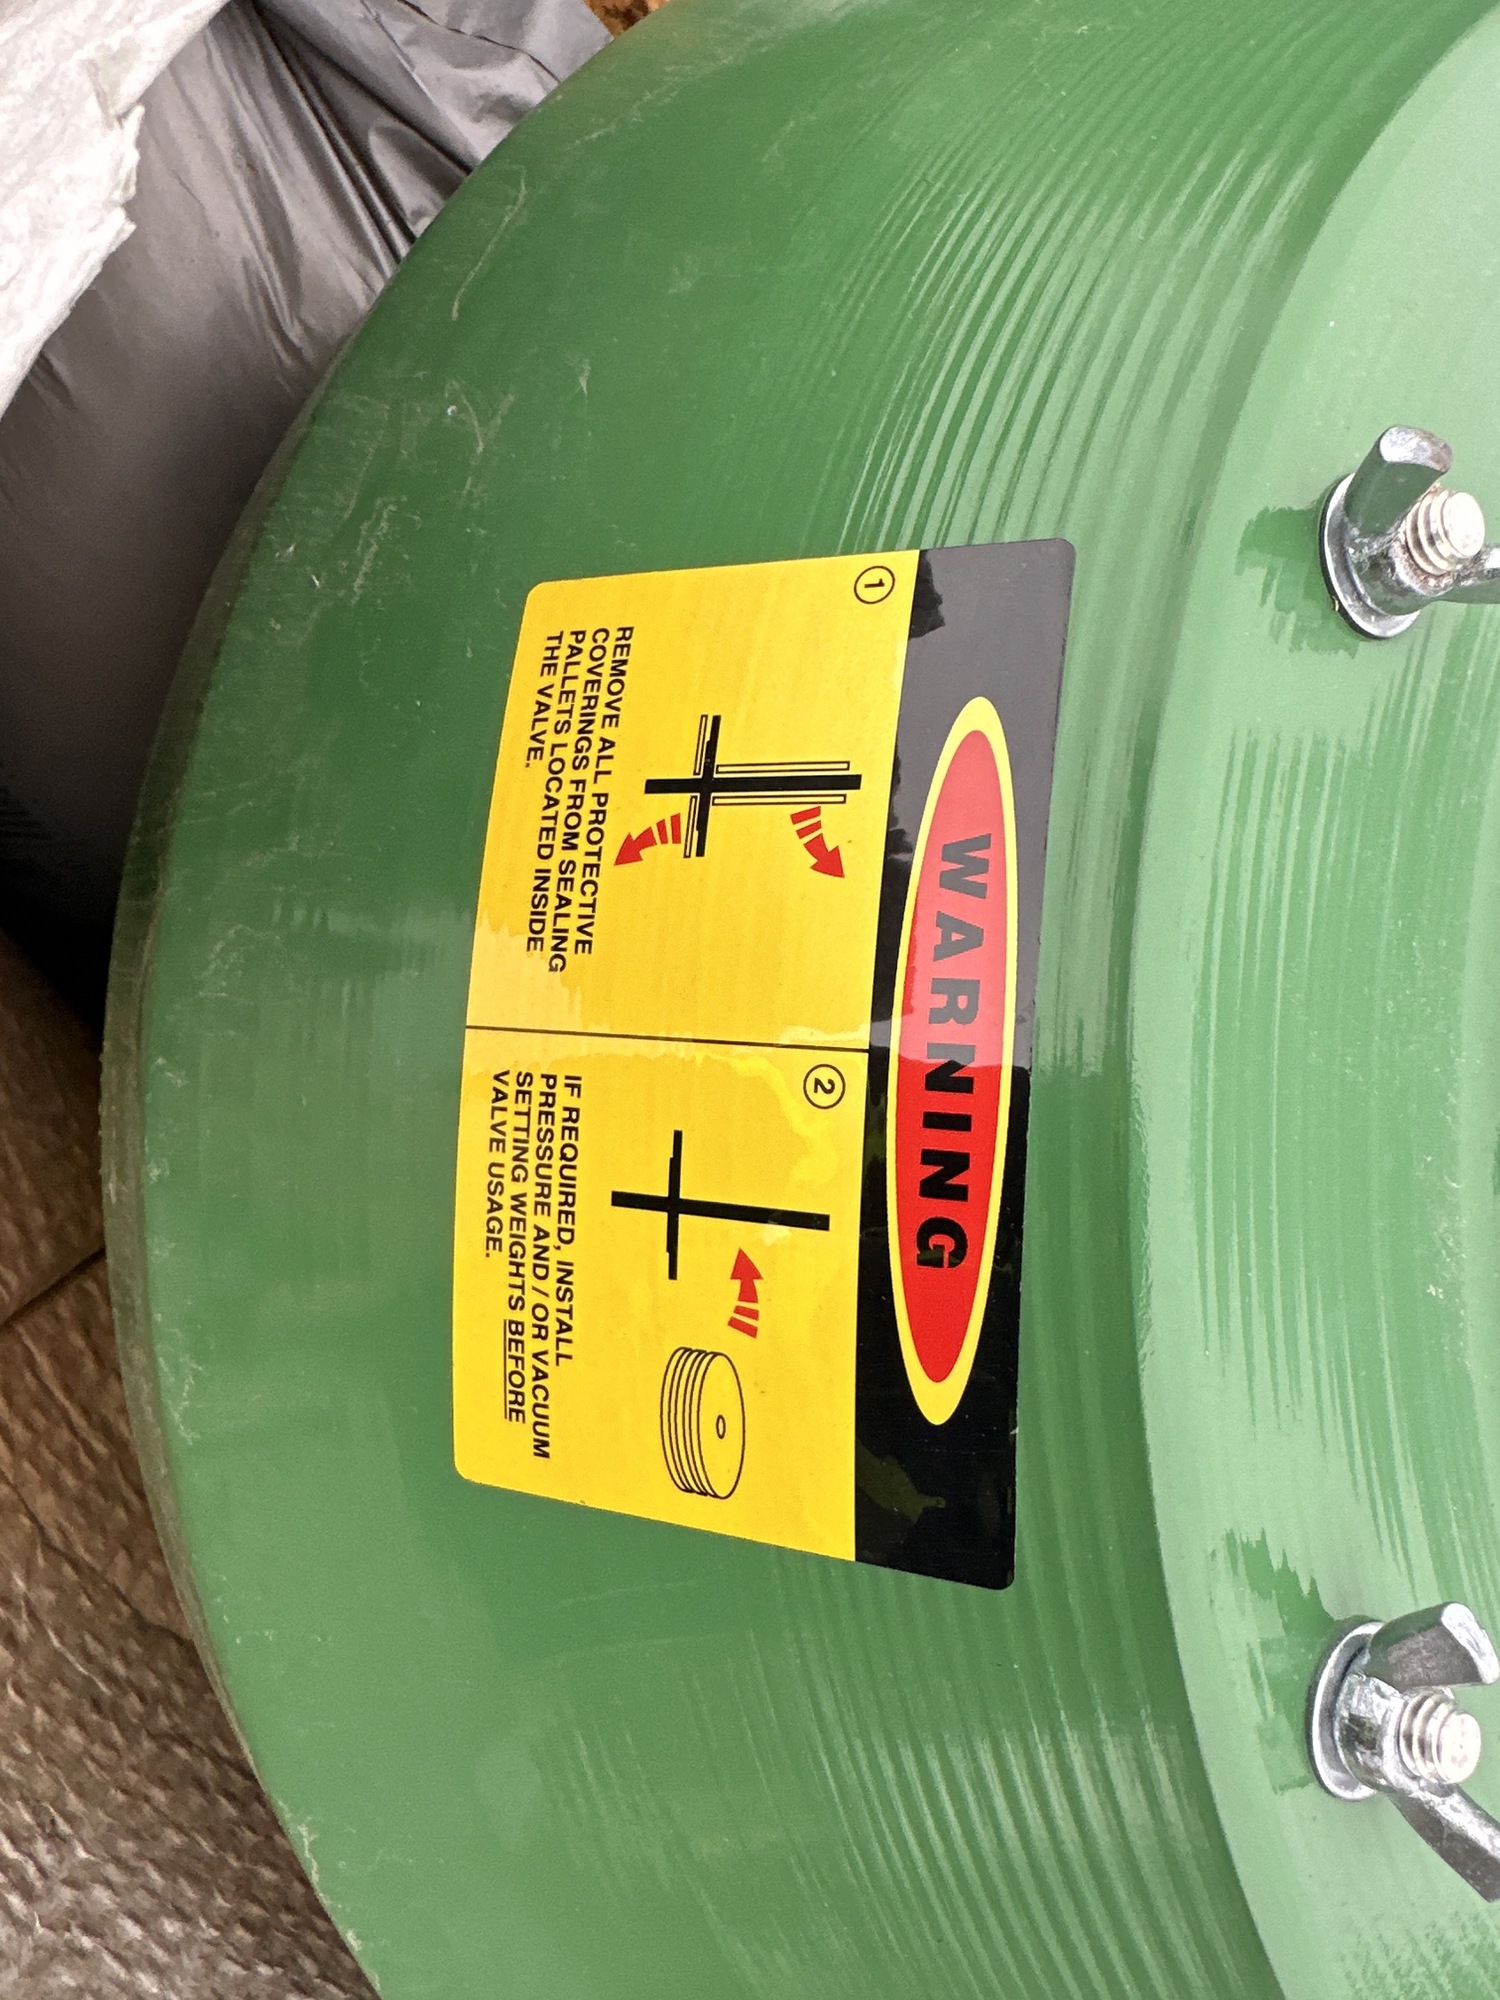 WARNING
1
REMOVE ALL PROTECTIVE
COVERINGS FROM SEALING
PALLETS LOCATED INSIDE
THE VALVE.
2
IF REQUIRED, INSTALL
PRESSURE AND / OR VACUUM
SETTING WEIGHTS BEFORE
VALVE USAGE.